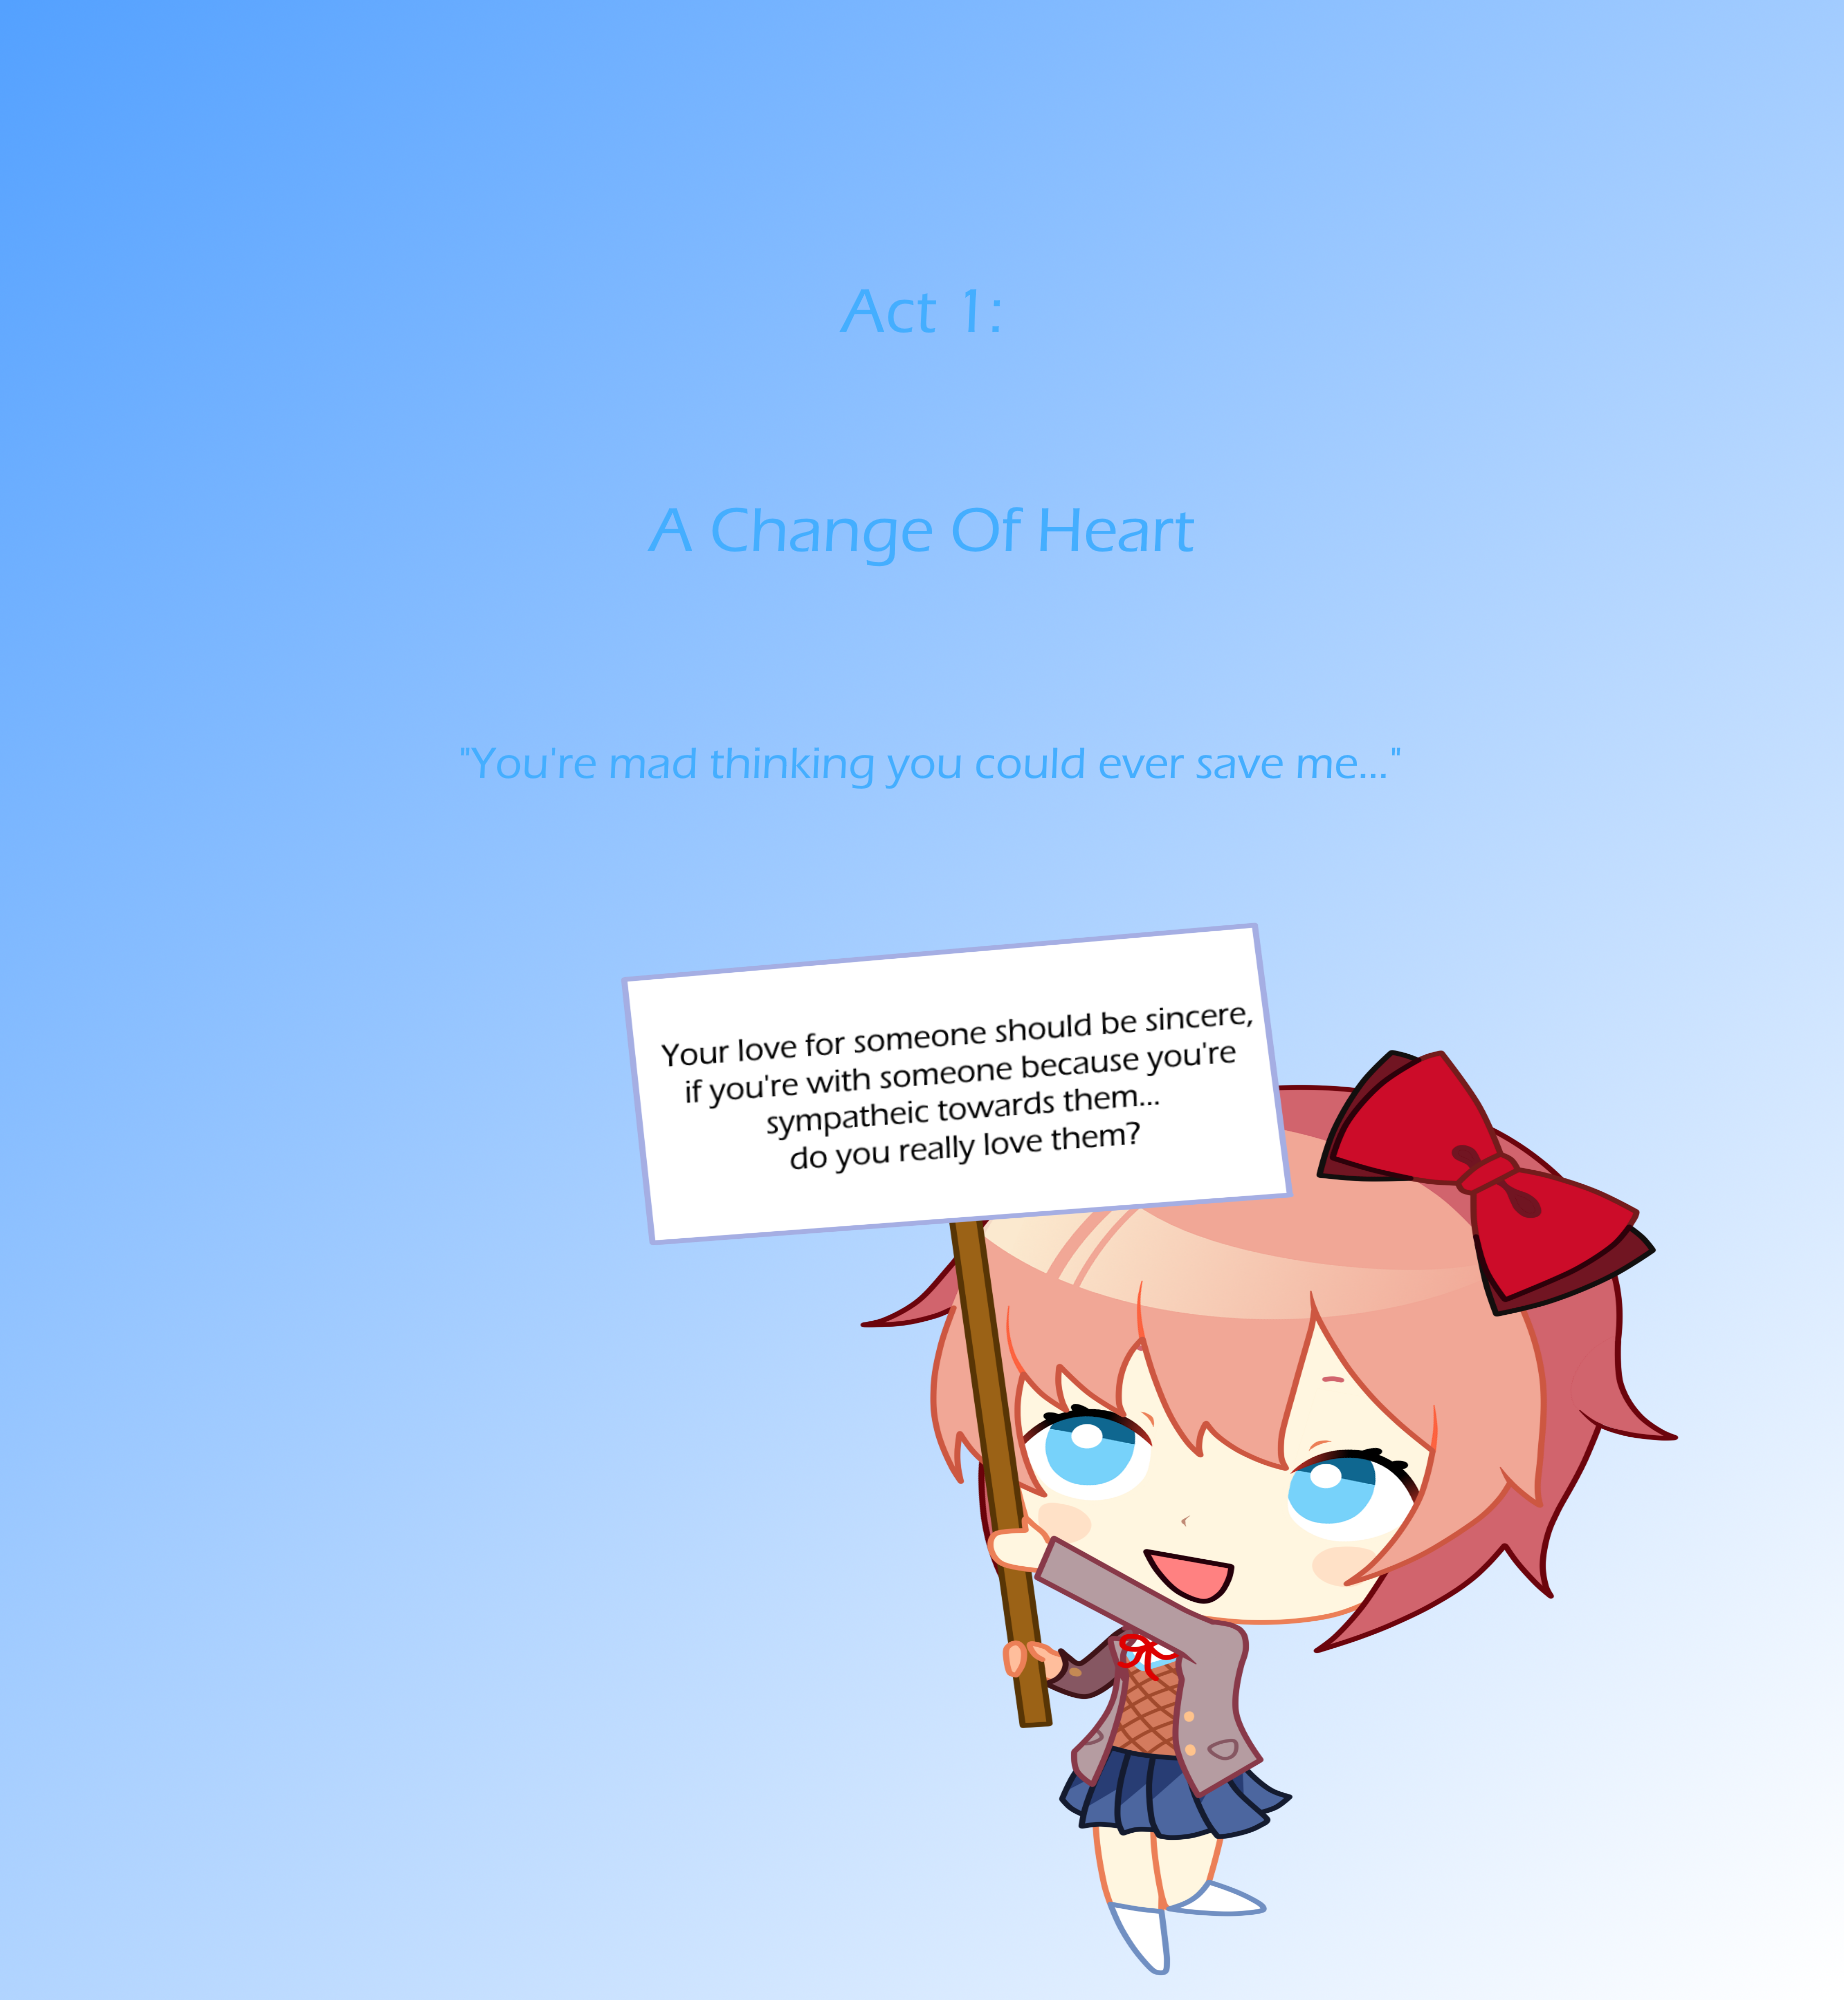 Act 1:
A Change Of Heart
"You're mad thinking you could ever save me..."
Your love for someone should be sincere,
if you're with someone because you're
sympatheic towards them...
do you really love them?